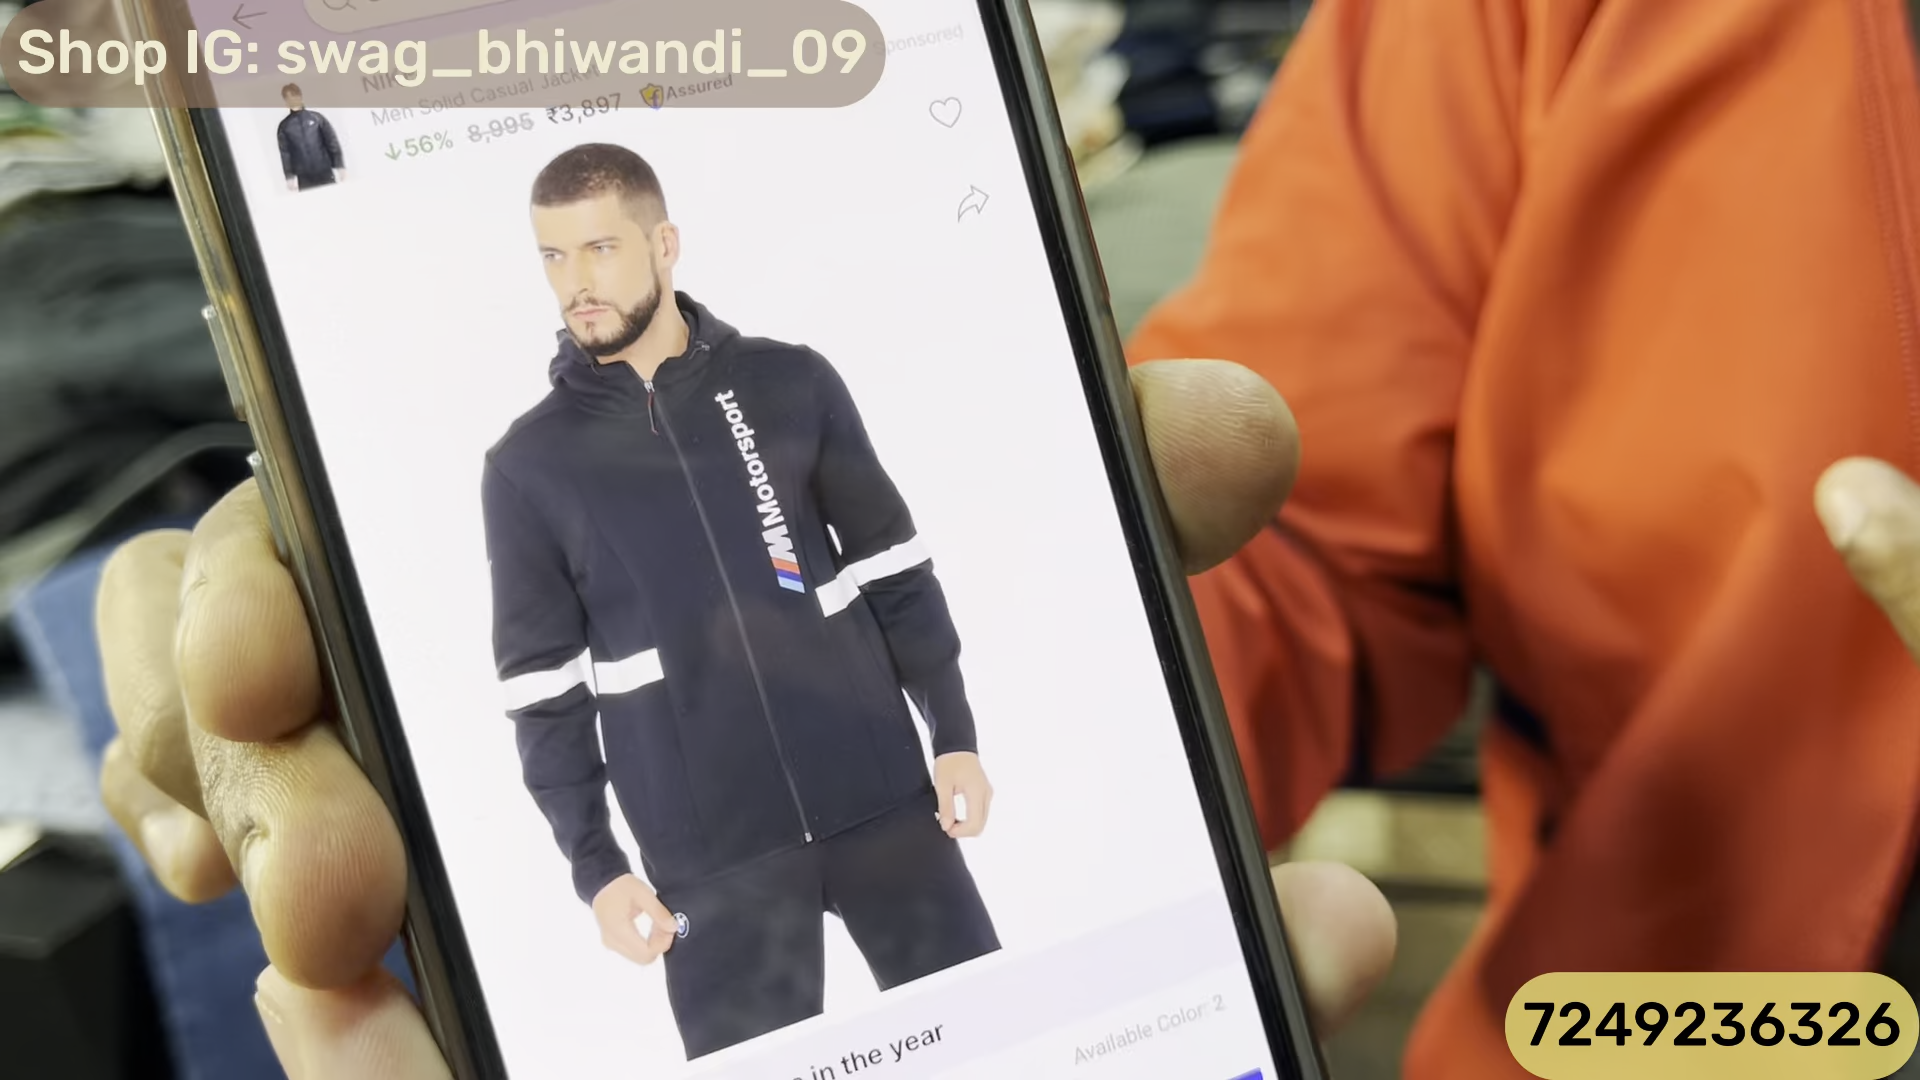 Shop IG: swag_bhiwandi_09
Sponsored
Men Solid Casual Jacket
↓56% 8,995 ₹3,897 Assured
M Motorsport
in the year
Available Color: 2
7249236326